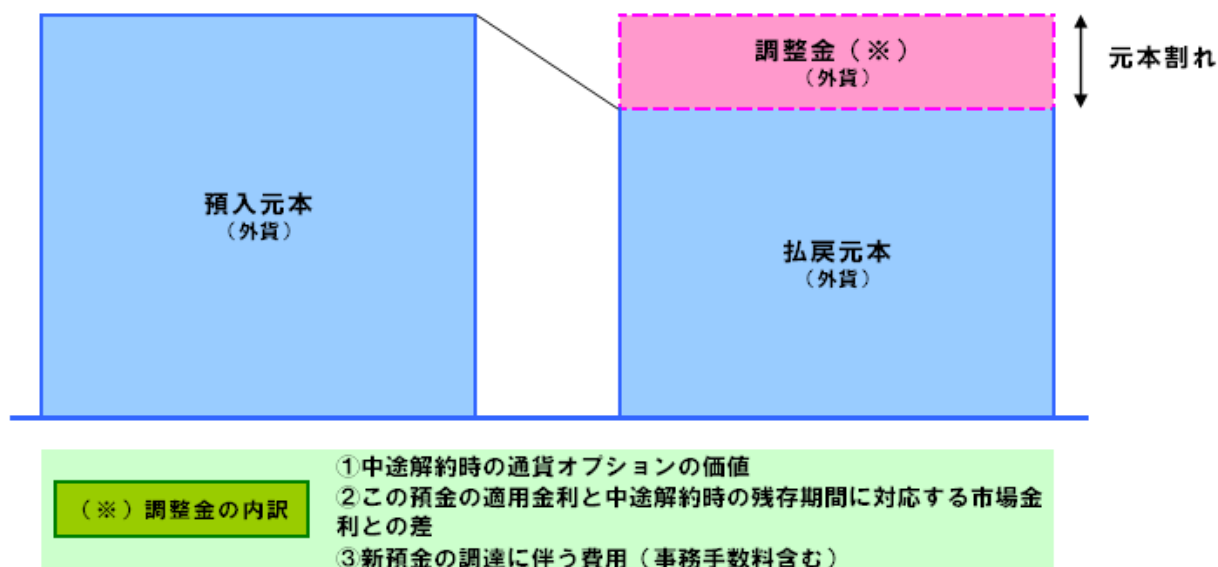 調整金（※）
（外貨）
元本割れ
預入元本
（外貨）
払戻元本
（外貨）
（※）調整金の内訳
①中途解約時の通貨オプションの価値
②この預金の適用金利と中途解約時の残存期間に対応する市場金
利との差
③新預金の調達に伴う費用（事務手数料含む）